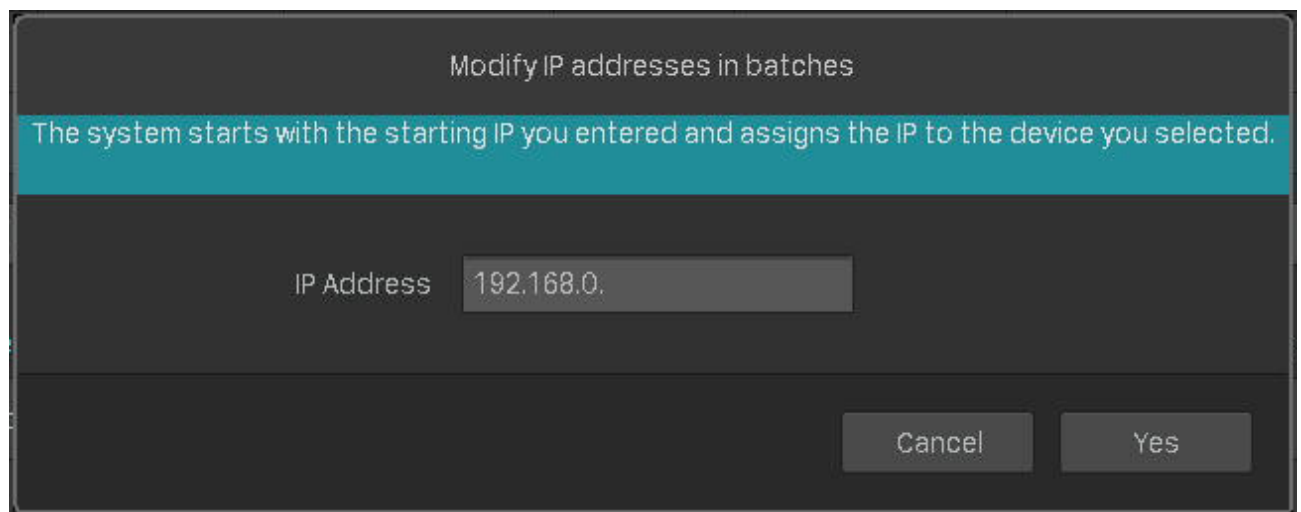 Modify IP addresses in batches
The system starts with the starting IP you entered and assigns the IP to the device you selected.
IP Address 192.168.0.
Cancel Yes